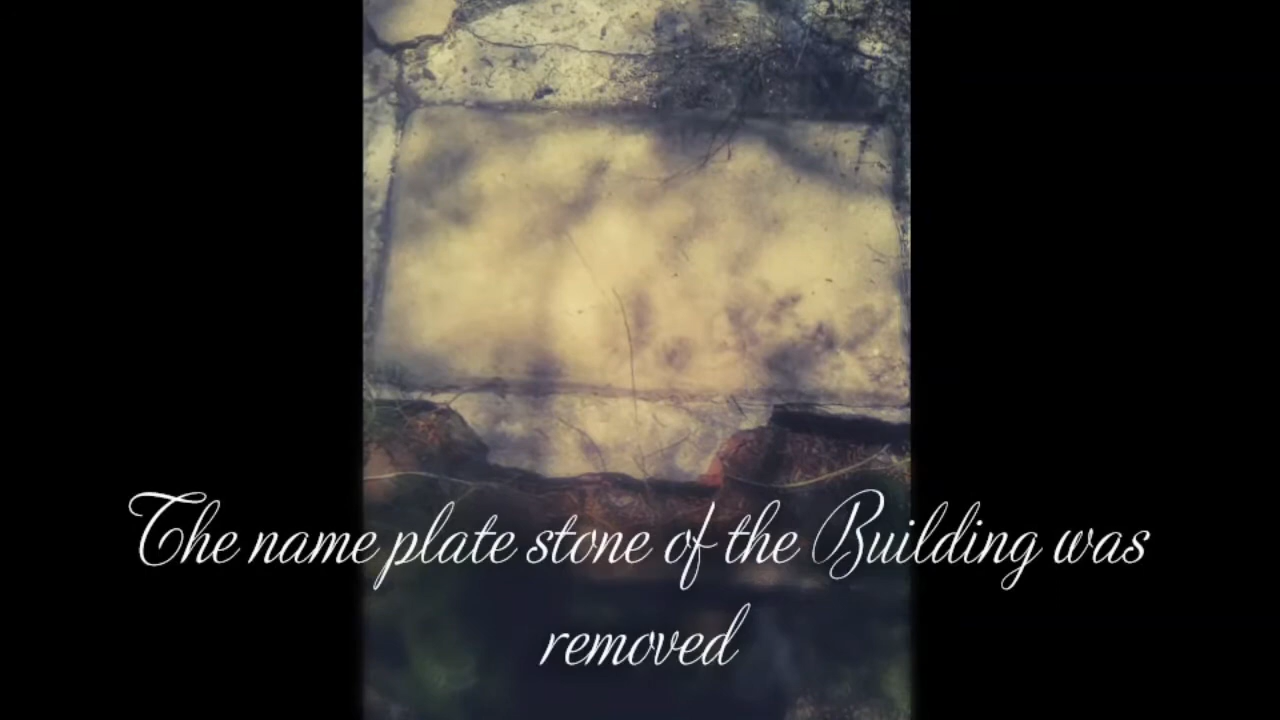 The name plate stone of the Building was
removed